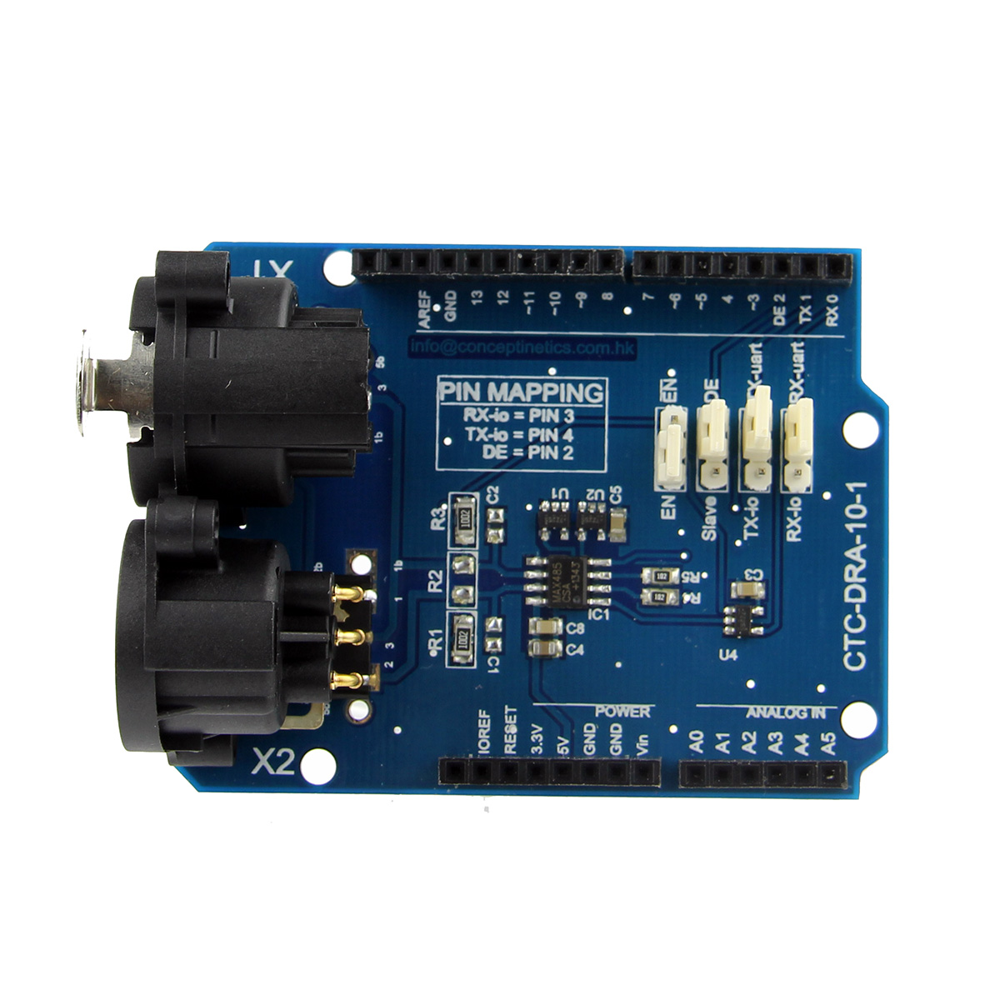 X1
AREF
GND
13
12
~11
~10
~9
8
7
~6
~5
4
~3
DE 2
TX 1
RX 0
info@conceptinetics.com.hk
PIN MAPPING
RX-io = PIN 3
TX-io = PIN 4
DE = PIN 2
EN
DE
TX-uart
RX-uart
EN
Slave
TX-io
RX-io
5b
3
1b
2b
1b
1
3
2
R3
C2
U1
U2
C5
1002
R2
MAX485
CSA
+1343
IC1
102
R5
102
R4
C3
U4
R1
1002
C1
C8
C4
CTC-DRA-10-1
POWER
IOREF
RESET
3.3V
5V
GND
GND
Vin
ANALOG IN
A0
A1
A2
A3
A4
A5
X2